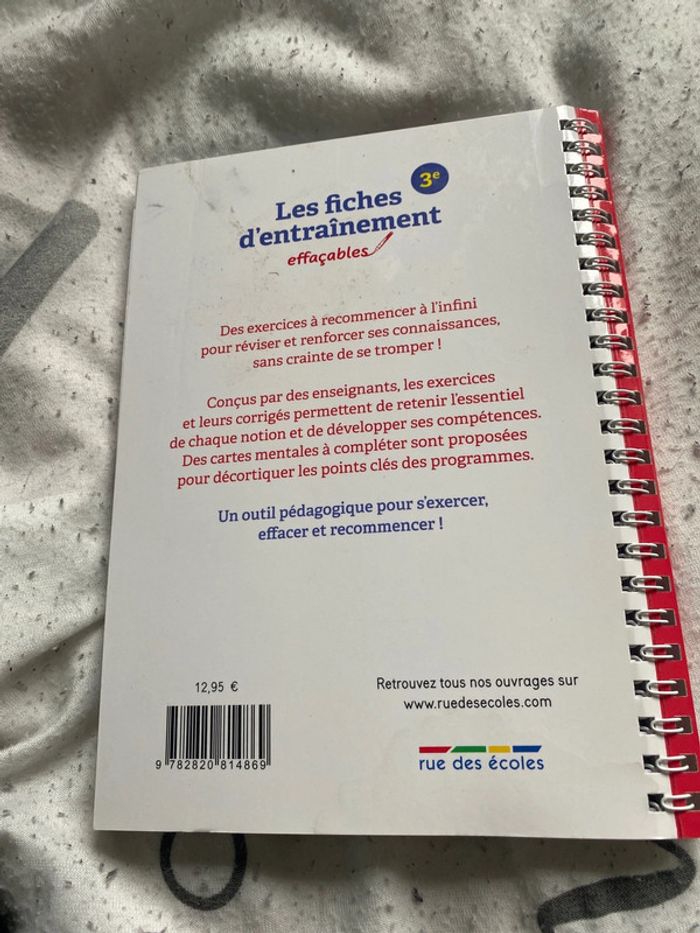 3e
Les fiches
d'entraînement
effaçables
Des exercices à recommencer à l'infini
pour réviser et renforcer ses connaissances,
sans crainte de se tromper !
Conçus par des enseignants, les exercices
et leurs corrigés permettent de retenir l'essentiel
de chaque notion et de développer ses compétences.
Des cartes mentales à compléter sont proposées
pour décortiquer les points clés des programmes.
Un outil pédagogique pour s'exercer,
effacer et recommencer !
12,95 €
9 782820 814869
Retrouvez tous nos ouvrages sur
www.ruedesecoles.com
rue des écoles